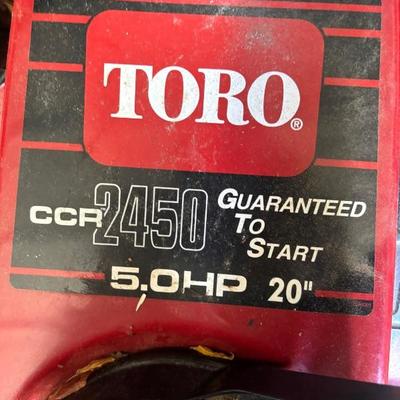 TORO®
CCR 2450 GUARANTEED
TO
START
5.0HP 20"